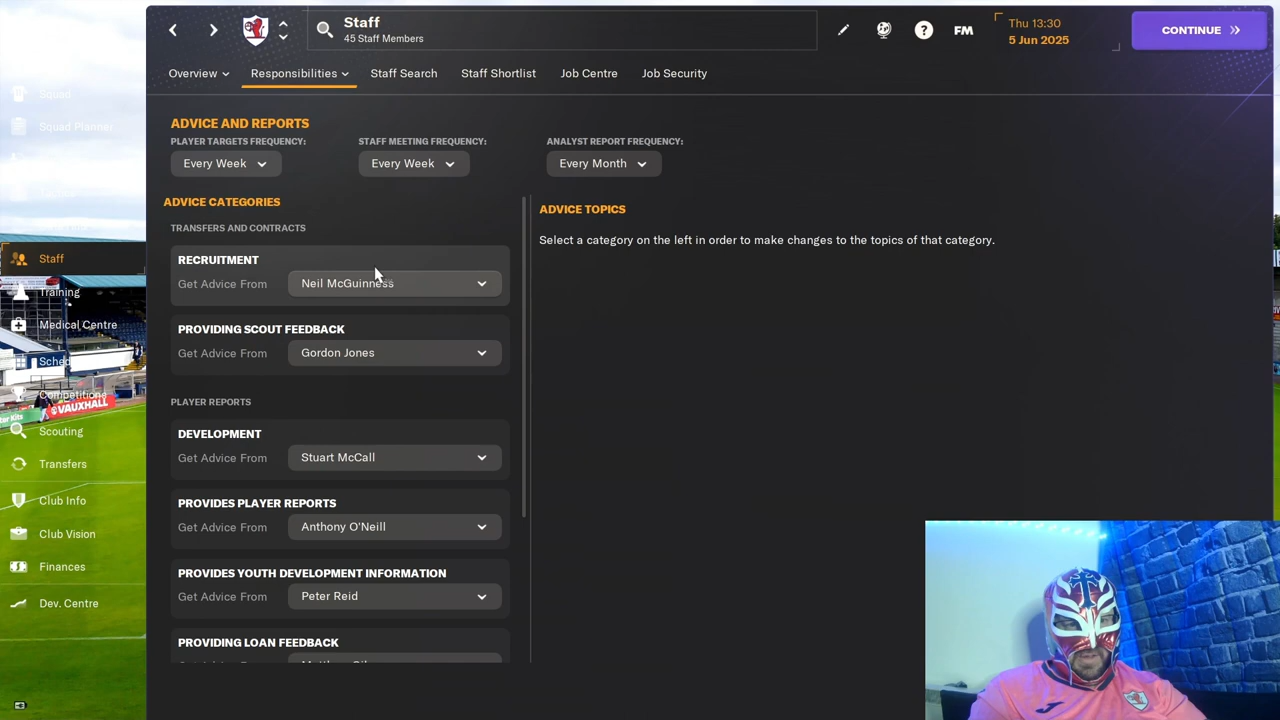 Staff
45 Staff Members
FM
Thu 13:30
5 Jun 2025
CONTINUE
Overview
Responsibilities
Staff Search
Staff Shortlist
Job Centre
Job Security
Squad
Squad Planner
Staff
Training
Medical Centre
Sched
Competitions
Scouting
Transfers
Club Info
Club Vision
Finances
Dev. Centre
VAUXHALL
ADVICE AND REPORTS
PLAYER TARGETS FREQUENCY:
STAFF MEETING FREQUENCY:
ANALYST REPORT FREQUENCY:
Every Week
Every Week
Every Month
ADVICE CATEGORIES
TRANSFERS AND CONTRACTS
RECRUITMENT
Get Advice From
Neil McGuinness
PROVIDING SCOUT FEEDBACK
Get Advice From
Gordon Jones
PLAYER REPORTS
DEVELOPMENT
Get Advice From
Stuart McCall
PROVIDES PLAYER REPORTS
Get Advice From
Anthony O'Neill
PROVIDES YOUTH DEVELOPMENT INFORMATION
Get Advice From
Peter Reid
PROVIDING LOAN FEEDBACK
ADVICE TOPICS
Select a category on the left in order to make changes to the topics of that category.